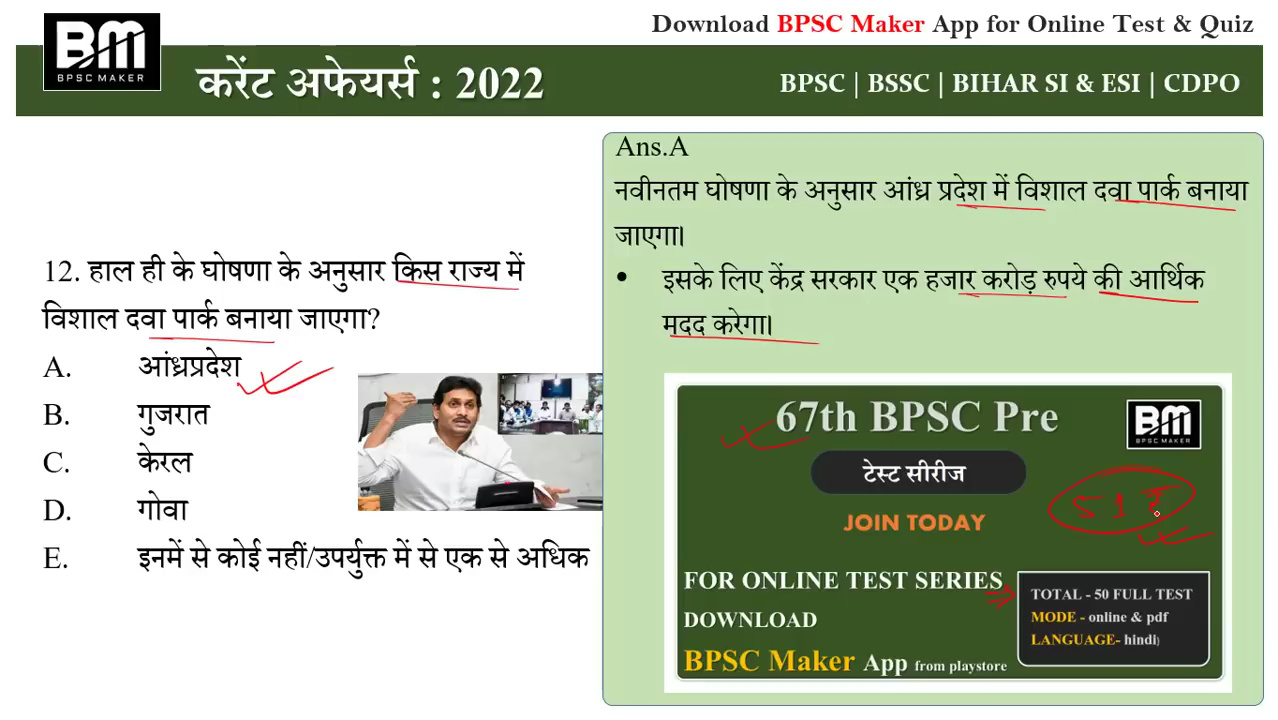 Download BPSC Maker App for Online Test & Quiz
BM
BPSC MAKER
करेंट अफेयर्स : 2022
BPSC | BSSC | BIHAR SI & ESI | CDPO
12. हाल ही के घोषणा के अनुसार किस राज्य में
विशाल दवा पार्क बनाया जाएगा?
A. आंध्रप्रदेश
B. गुजरात
C. केरल
D. गोवा
E. इनमें से कोई नहीं/उपर्युक्त में से एक से अधिक
Ans.A
नवीनतम घोषणा के अनुसार आंध्र प्रदेश में विशाल दवा पार्क बनाया
जाएगा।
• इसके लिए केंद्र सरकार एक हजार करोड़ रुपये की आर्थिक
मदद करेगा।
67th BPSC Pre
BM
BPSC MAKER
टेस्ट सीरीज
JOIN TODAY
51 रु
FOR ONLINE TEST SERIES
DOWNLOAD
BPSC Maker App from playstore
TOTAL - 50 FULL TEST
MODE - online & pdf
LANGUAGE- hindi)